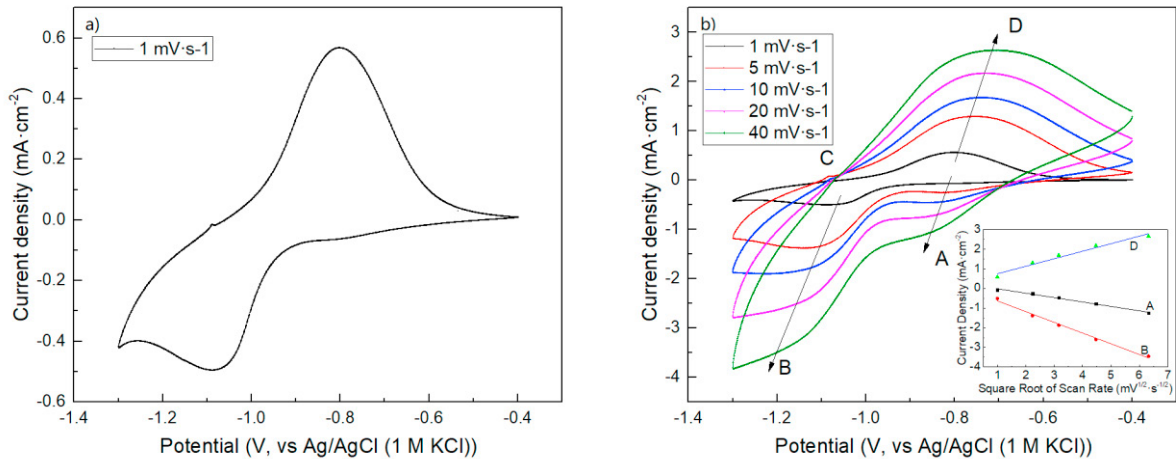 a)
1 mV·s-1
Current density (mA·cm-2)
0.6
0.4
0.2
0.0
-0.2
-0.4
-0.6
-1.4
-1.2
-1.0
-0.8
-0.6
-0.4
Potential (V, vs Ag/AgCl (1 M KCl))
b)
1 mV·s-1
5 mV·s-1
10 mV·s-1
20 mV·s-1
40 mV·s-1
D
C
A
B
Current density (mA·cm-2)
3
2
1
0
-1
-2
-3
-4
-5
-1.4
-1.2
-1.0
-0.8
-0.6
-0.4
Potential (V, vs Ag/AgCl (1 M KCl))
Current Density (mA·cm-2)
3
2
1
0
-1
-2
-3
-4
D
A
B
1
2
3
4
5
6
7
Square Root of Scan Rate (mV1/2·s-1/2)